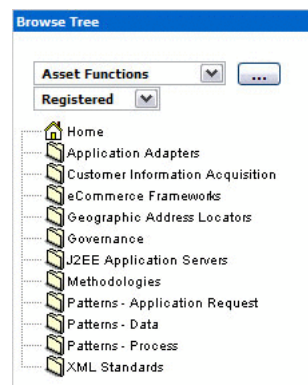 Browse Tree
Asset Functions ...
Registered
Home
Application Adapters
Customer Information Acquisition
eCommerce Frameworks
Geographic Address Locators
Governance
J2EE Application Servers
Methodologies
Patterns - Application Request
Patterns - Data
Patterns - Process
XML Standards